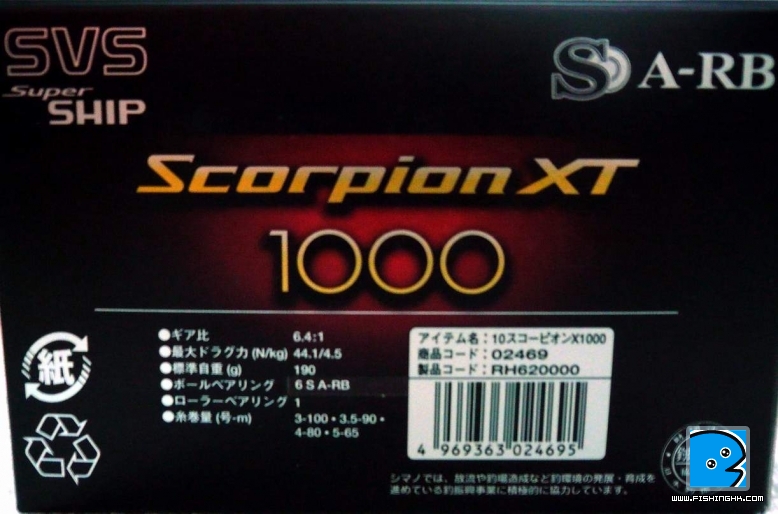 SVS
Super
SHIP
S A-RB
Scorpion XT
1000
●ギア比 6.4:1
●最大ドラグ力 (N/kg) 44.1/4.5
●標準自重 (g) 190
●ボールベアリング 6 S A-RB
●ローラーベアリング 1
●糸巻量 (号-m) 3-100・3.5-90・
4-80・5-65
アイテム名:10スコーピオンX1000
商品コード:02469
製品コード:RH620000
4 969363 024695
紙
シマノでは、放流や釣場造成など釣環境の発展・育成を
進めている釣振興事業に積極的に協力しています。
WWW.FISHINGHK.COM